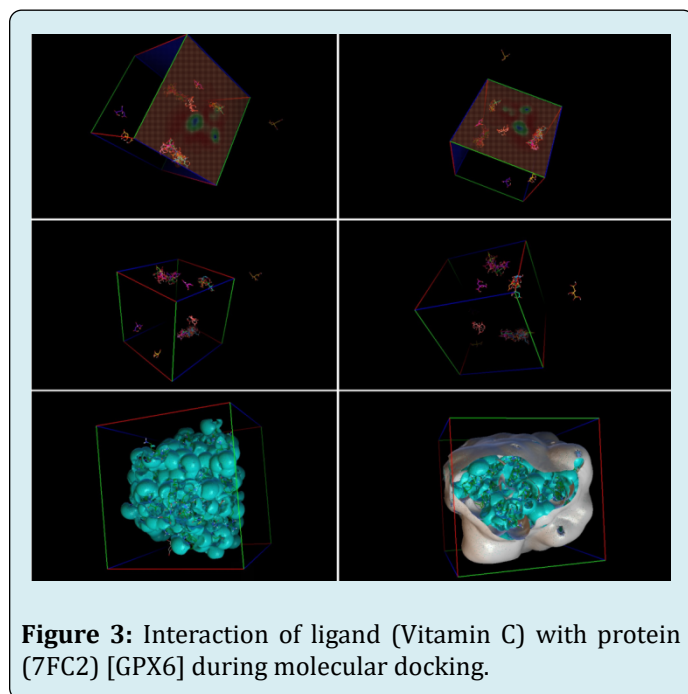 Figure 3: Interaction of ligand (Vitamin C) with protein
(7FC2) [GPX6] during molecular docking.